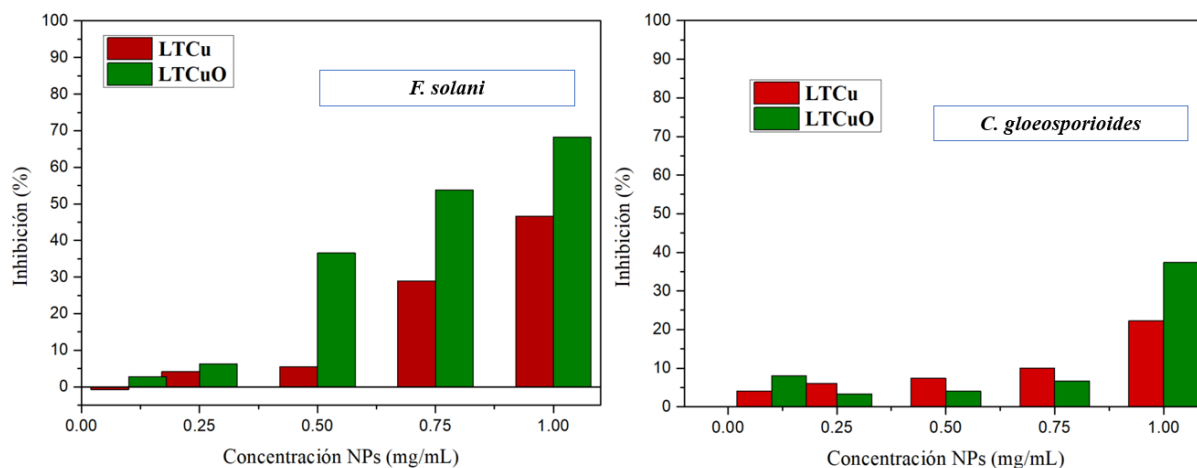 100
90
80
70
60
50
40
30
20
10
0
Inhibición (%)
LTCu
LTCuO
F. solani
0.00 0.25 0.50 0.75 1.00
Concentración NPs (mg/mL)
100
90
80
70
60
50
40
30
20
10
0
Inhibición (%)
LTCu
LTCuO
C. gloeosporioides
0.00 0.25 0.50 0.75 1.00
Concentración NPs (mg/mL)